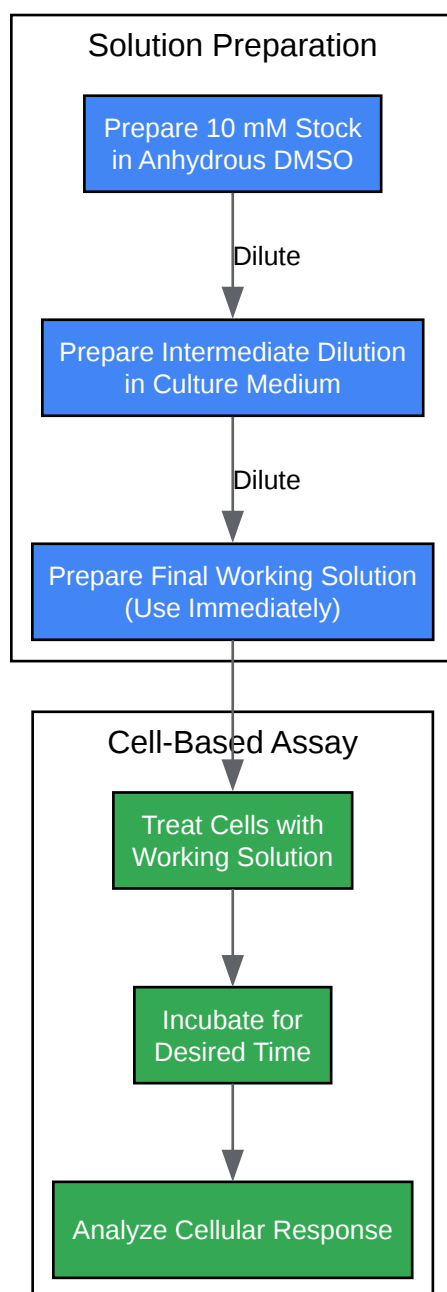 Solution Preparation
Prepare 10 mM Stock
in Anhydrous DMSO
Dilute
Prepare Intermediate Dilution
in Culture Medium
Dilute
Prepare Final Working Solution
(Use Immediately)
Cell-Based Assay
Treat Cells with
Working Solution
Incubate for
Desired Time
Analyze Cellular Response